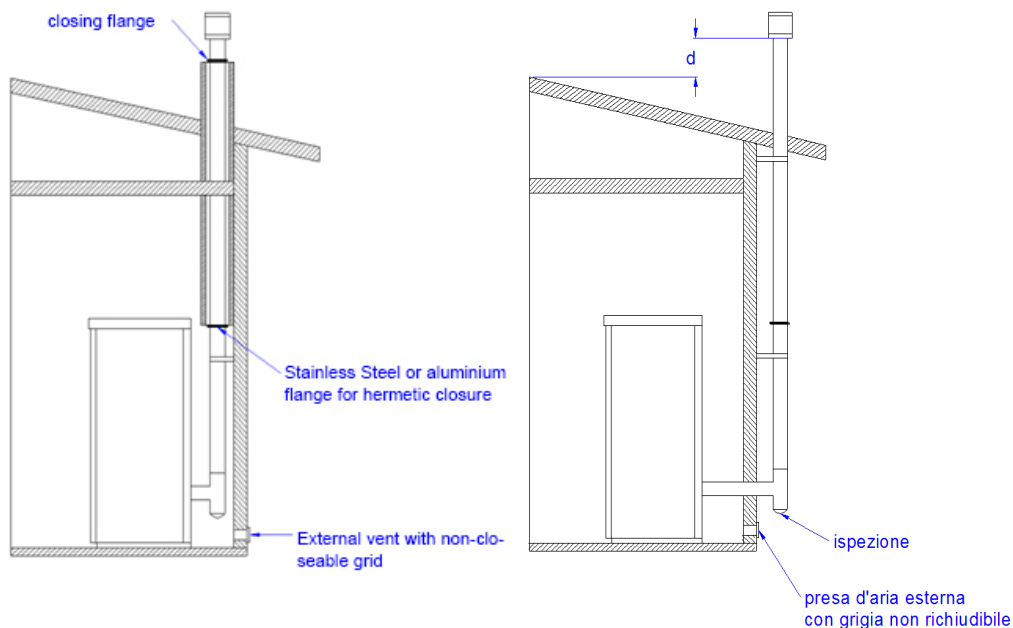 closing flange
Stainless Steel or aluminium
flange for hermetic closure
External vent with non-clo-
seable grid
d
ispezione
presa d'aria esterna
con grigia non richiudibile